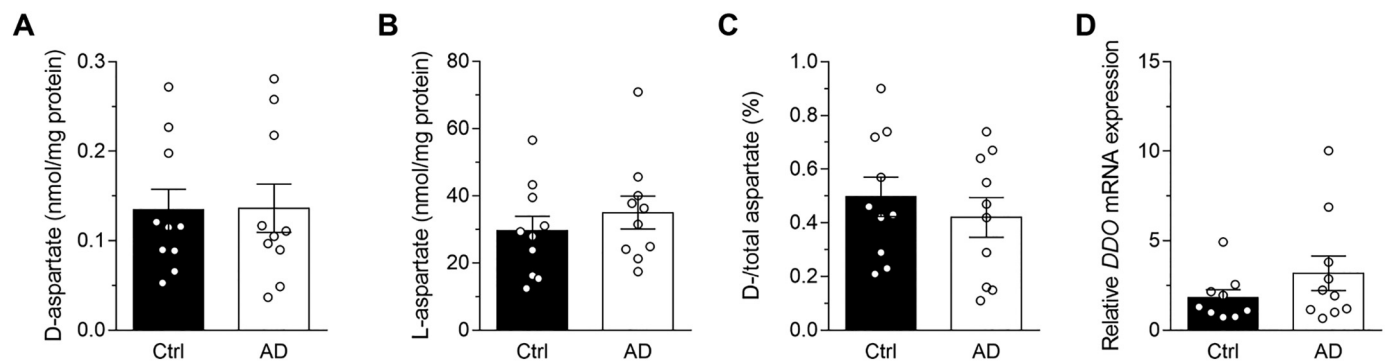 A
D-aspartate (nmol/mg protein)
0.3
0.2
0.1
0.0
Ctrl
AD
B
L-aspartate (nmol/mg protein)
80
60
40
20
0
Ctrl
AD
C
D-/total aspartate (%)
1.0
0.8
0.6
0.4
0.2
0.0
Ctrl
AD
D
Relative DDO mRNA expression
15
10
5
0
Ctrl
AD